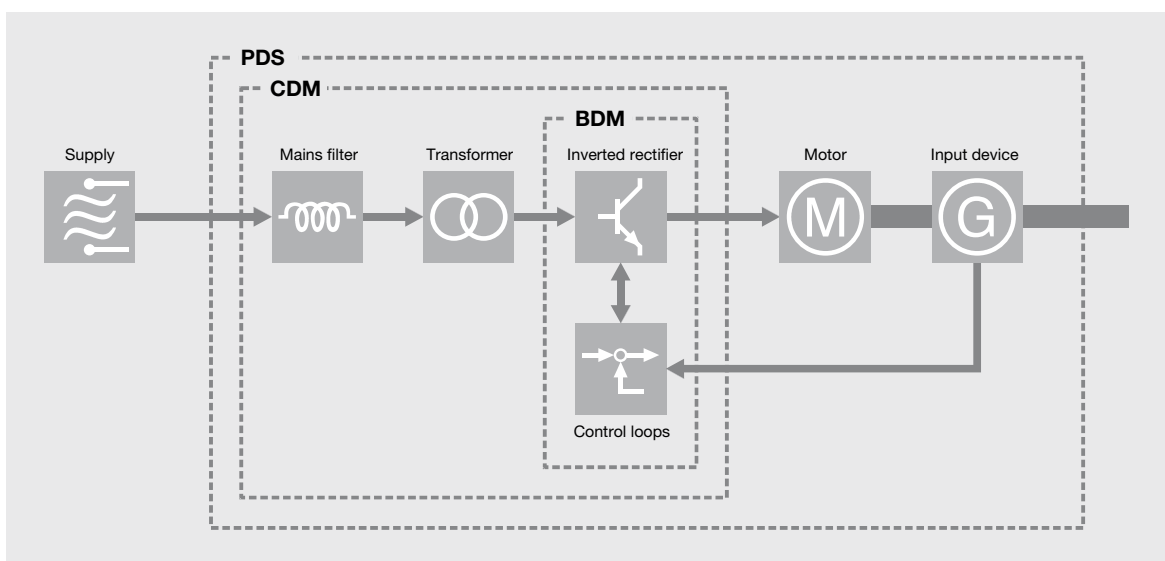 PDS
CDM
BDM
Supply
Mains filter
Transformer
Inverted rectifier
Motor
Input device
M
G
Control loops